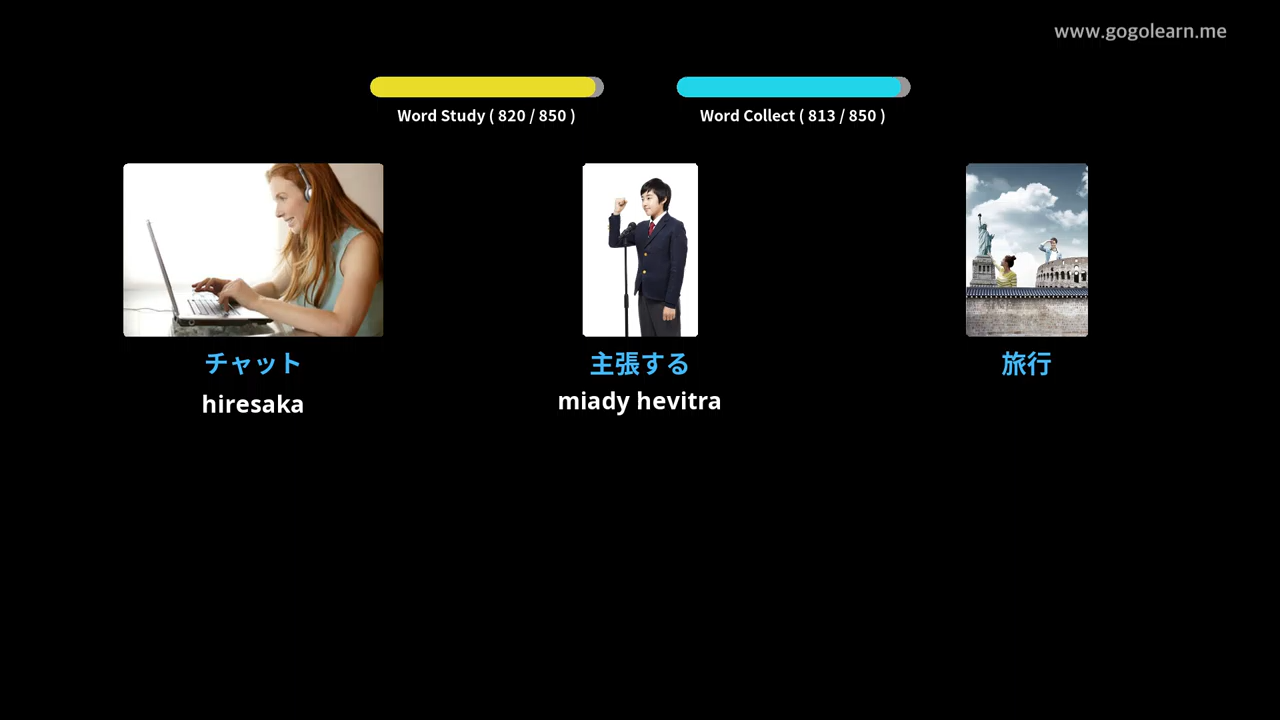 www.gogolearn.me
Word Study ( 820 / 850 )
Word Collect ( 813 / 850 )
チャット
主張する
旅行
hiresaka
miady hevitra